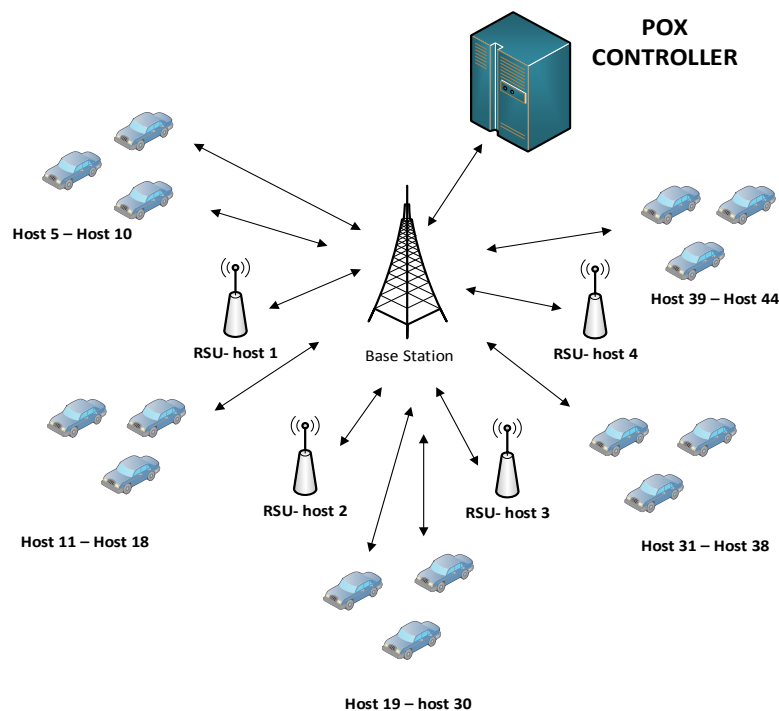 POX
CONTROLLER
Host 5 – Host 10
Host 39 – Host 44
RSU- host 1
Base Station
RSU- host 4
Host 11 – Host 18
RSU- host 2
RSU- host 3
Host 31 – Host 38
Host 19 – host 30